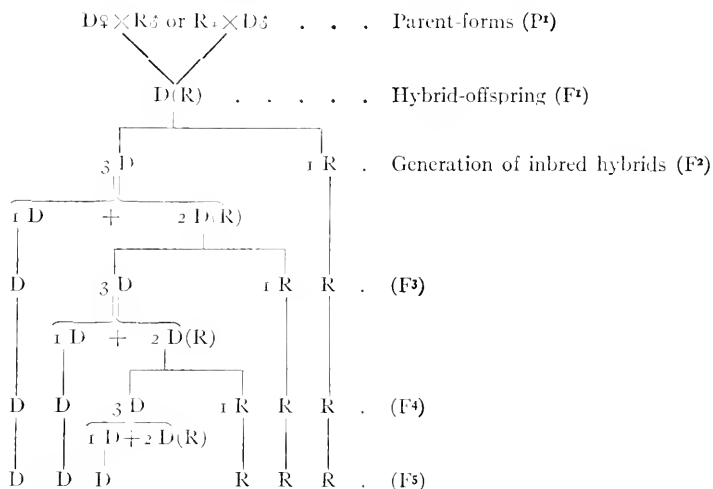 D♀×R♂ or R♀×D♂ . . . Parent-forms (P¹)
D(R) . . . . . Hybrid-offspring (F¹)
3 D 1 R . Generation of inbred hybrids (F²)
1 D + 2 D(R)
D 3 D 1 R R . (F³)
1 D + 2 D(R)
D D 3 D 1 R R R . (F⁴)
1 D+2 D(R)
D D D R R R . (F⁵)